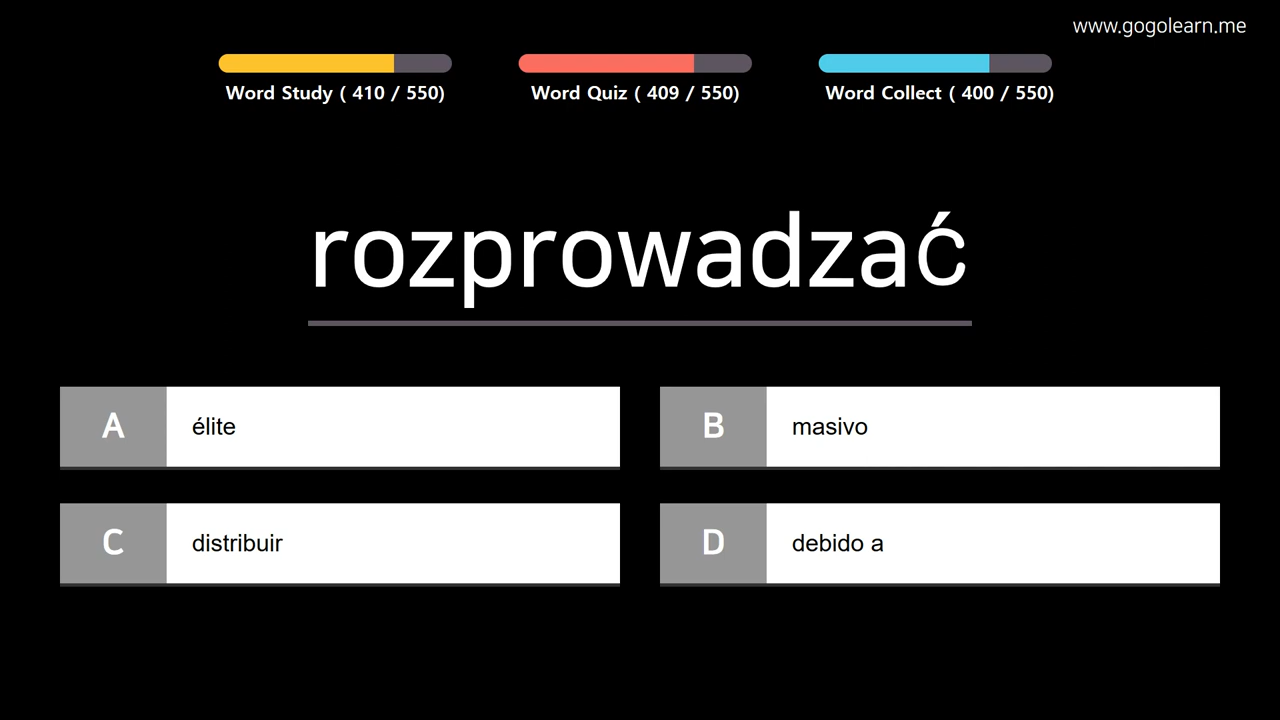 www.gogolearn.me
Word Study ( 410 / 550)
Word Quiz ( 409 / 550)
Word Collect ( 400 / 550)
rozprowadzać
A
élite
B
masivo
C
distribuir
D
debido a